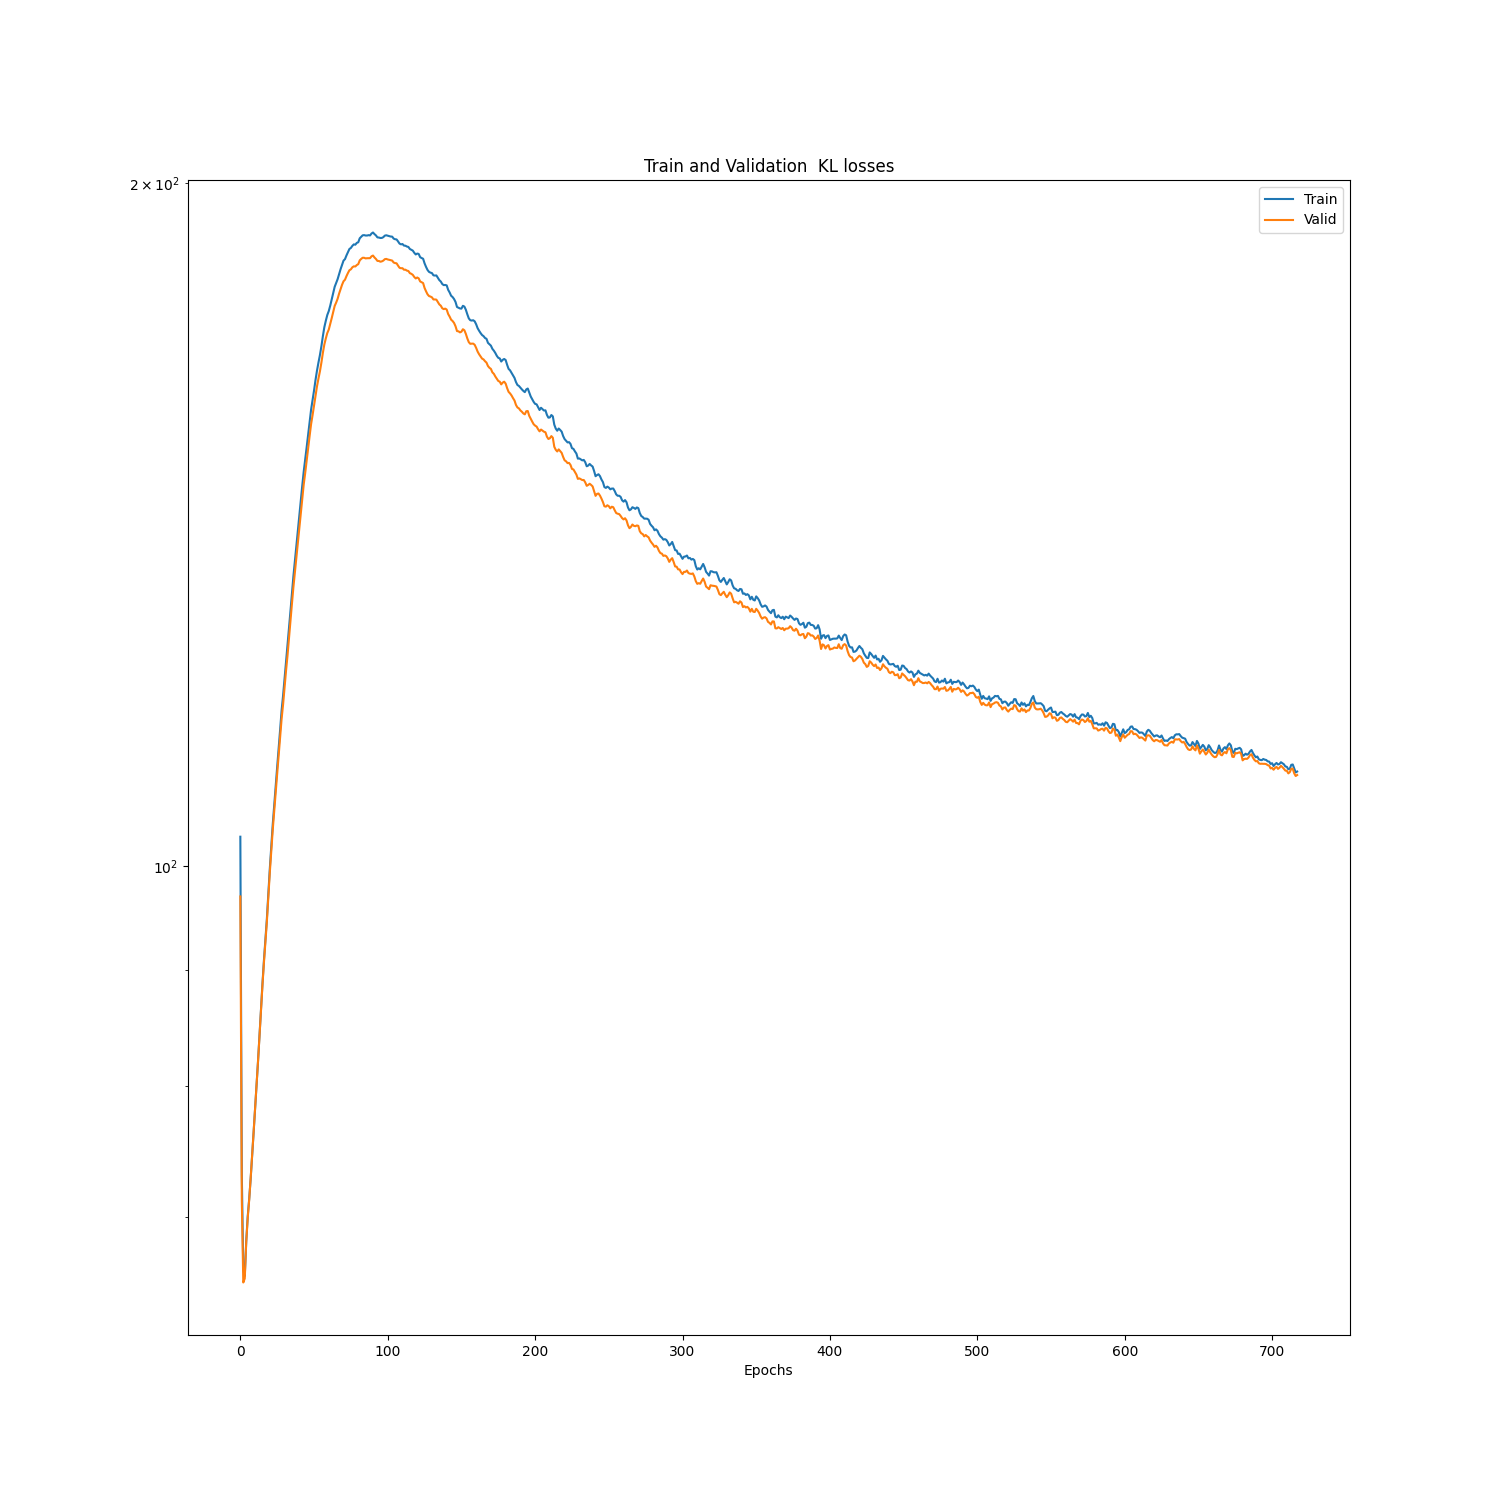 Train and Validation  KL losses
2 × 10²
Train
Valid
10²
0 100 200 300 400 500 600 700
Epochs